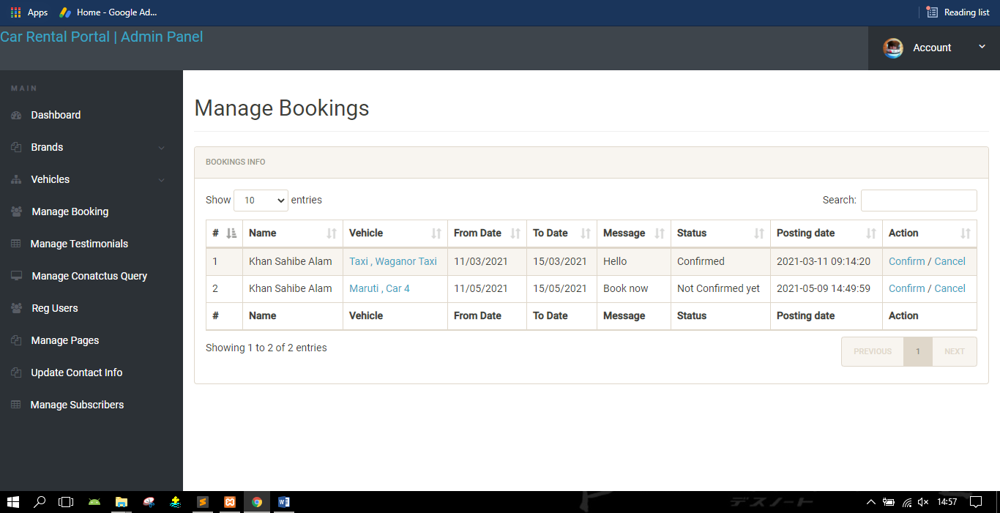 Apps Home - Google Ad... Reading list
Car Rental Portal | Admin Panel
Account
MAIN
Dashboard
Brands
Vehicles
Manage Booking
Manage Testimonials
Manage Conatctus Query
Reg Users
Manage Pages
Update Contact Info
Manage Subscribers
Manage Bookings
BOOKINGS INFO
Show 10 entries Search:
# Name Vehicle From Date To Date Message Status Posting date Action
1 Khan Sahibe Alam Taxi , Waganor Taxi 11/03/2021 15/03/2021 Hello Confirmed 2021-03-11 09:14:20 Confirm / Cancel
2 Khan Sahibe Alam Maruti , Car 4 11/05/2021 15/05/2021 Book now Not Confirmed yet 2021-05-09 14:49:59 Confirm / Cancel
# Name Vehicle From Date To Date Message Status Posting date Action
Showing 1 to 2 of 2 entries
PREVIOUS 1 NEXT
デスノート
14:57